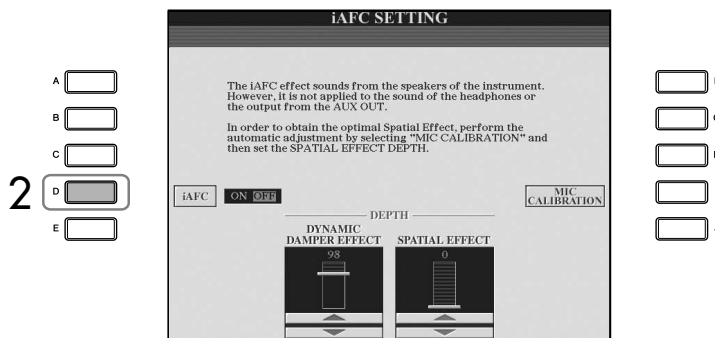 iAFC SETTING
The iAFC effect sounds from the speakers of the instrument.
However, it is not applied to the sound of the headphones or
the output from the AUX OUT.
In order to obtain the optimal Spatial Effect, perform the
automatic adjustment by selecting "MIC CALIBRATION" and
then set the SPATIAL EFFECT DEPTH.
A
B
C
2
D
E
iAFC
ON OFF
MIC
CALIBRATION
DEPTH
DYNAMIC
DAMPER EFFECT
SPATIAL EFFECT
98
0